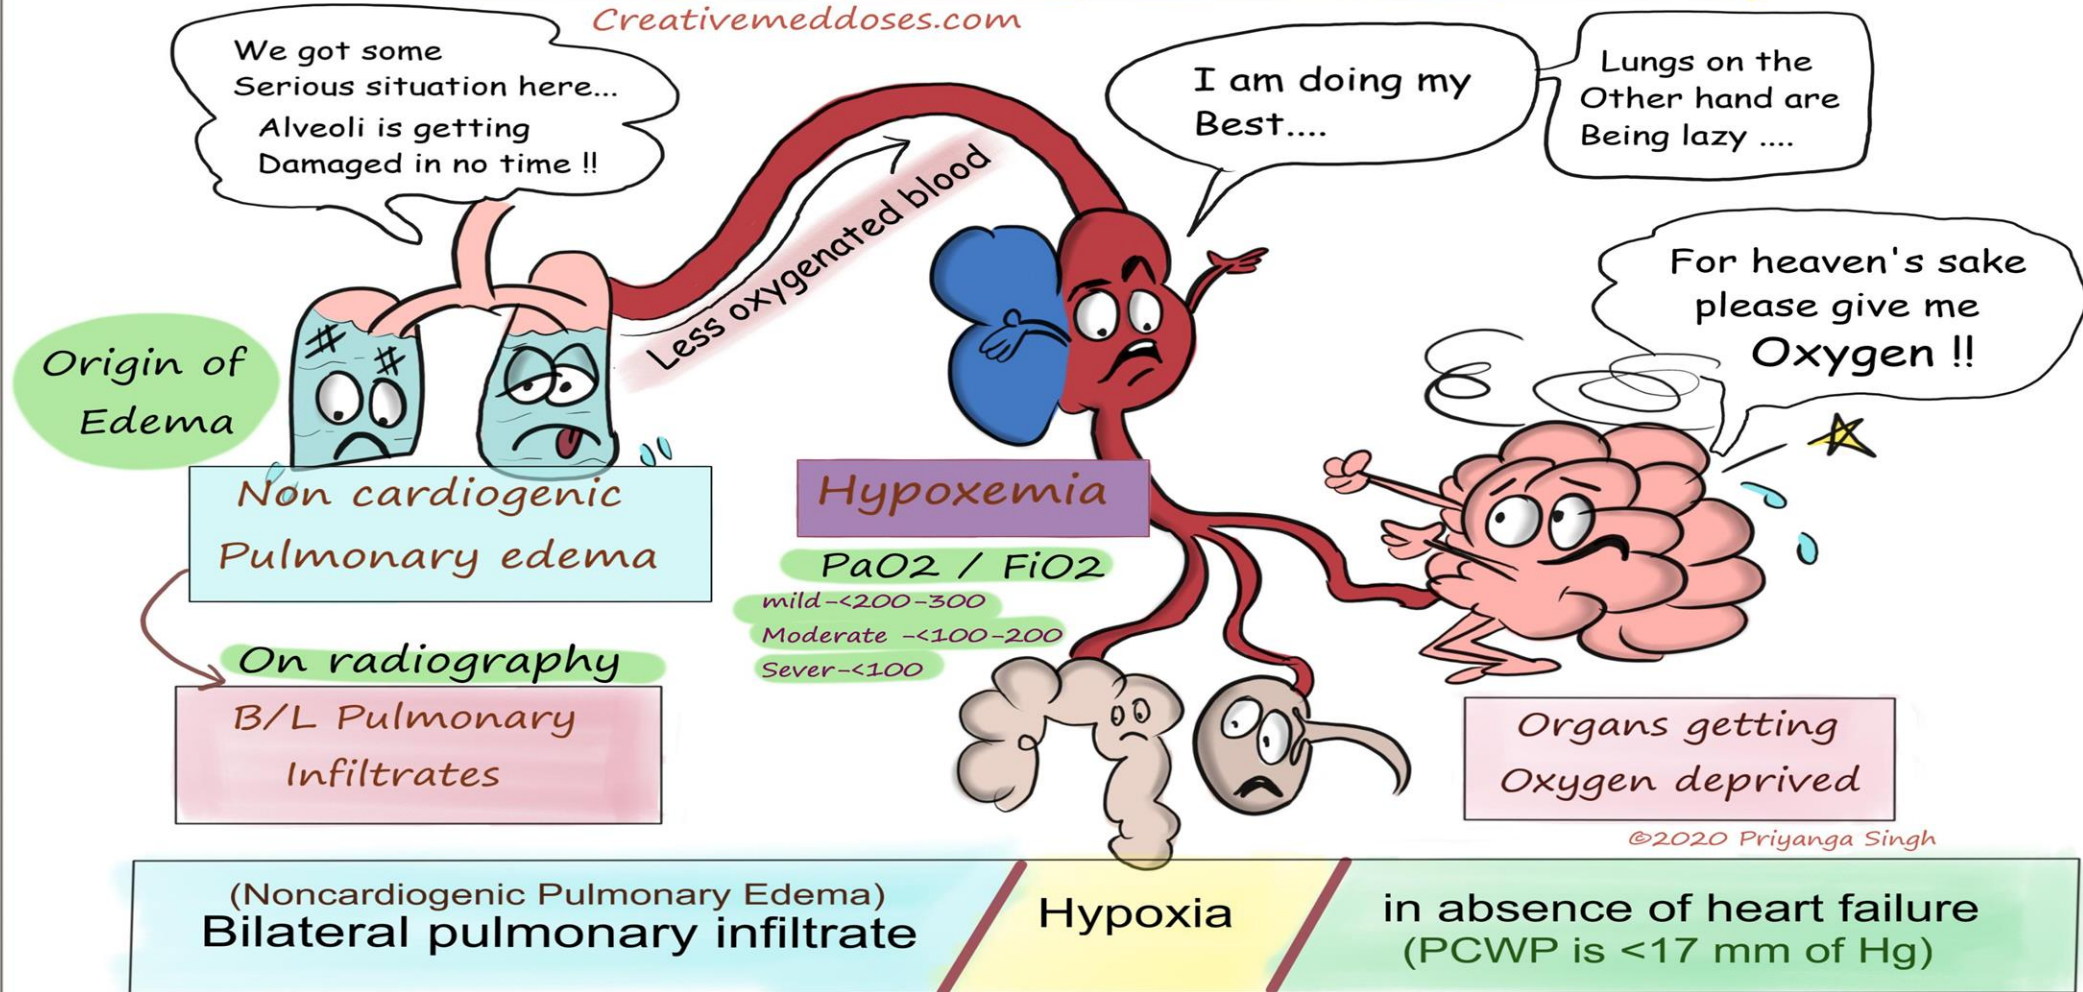 Creativemeddoses.com
We got some
Serious situation here...
Alveoli is getting
Damaged in no time !!
I am doing my
Best....
Lungs on the
Other hand are
Being lazy ....
For heaven's sake
please give me
Oxygen !!
Less oxygenated blood
Origin of
Edema
Non cardiogenic
Pulmonary edema
On radiography
B/L Pulmonary
Infiltrates
Hypoxemia
PaO2 / FiO2
mild-<200-300
Moderate -<100-200
Sever-<100
Organs getting
Oxygen deprived
©2020 Priyanga Singh
(Noncardiogenic Pulmonary Edema)
Bilateral pulmonary infiltrate
Hypoxia
in absence of heart failure
(PCWP is <17 mm of Hg)